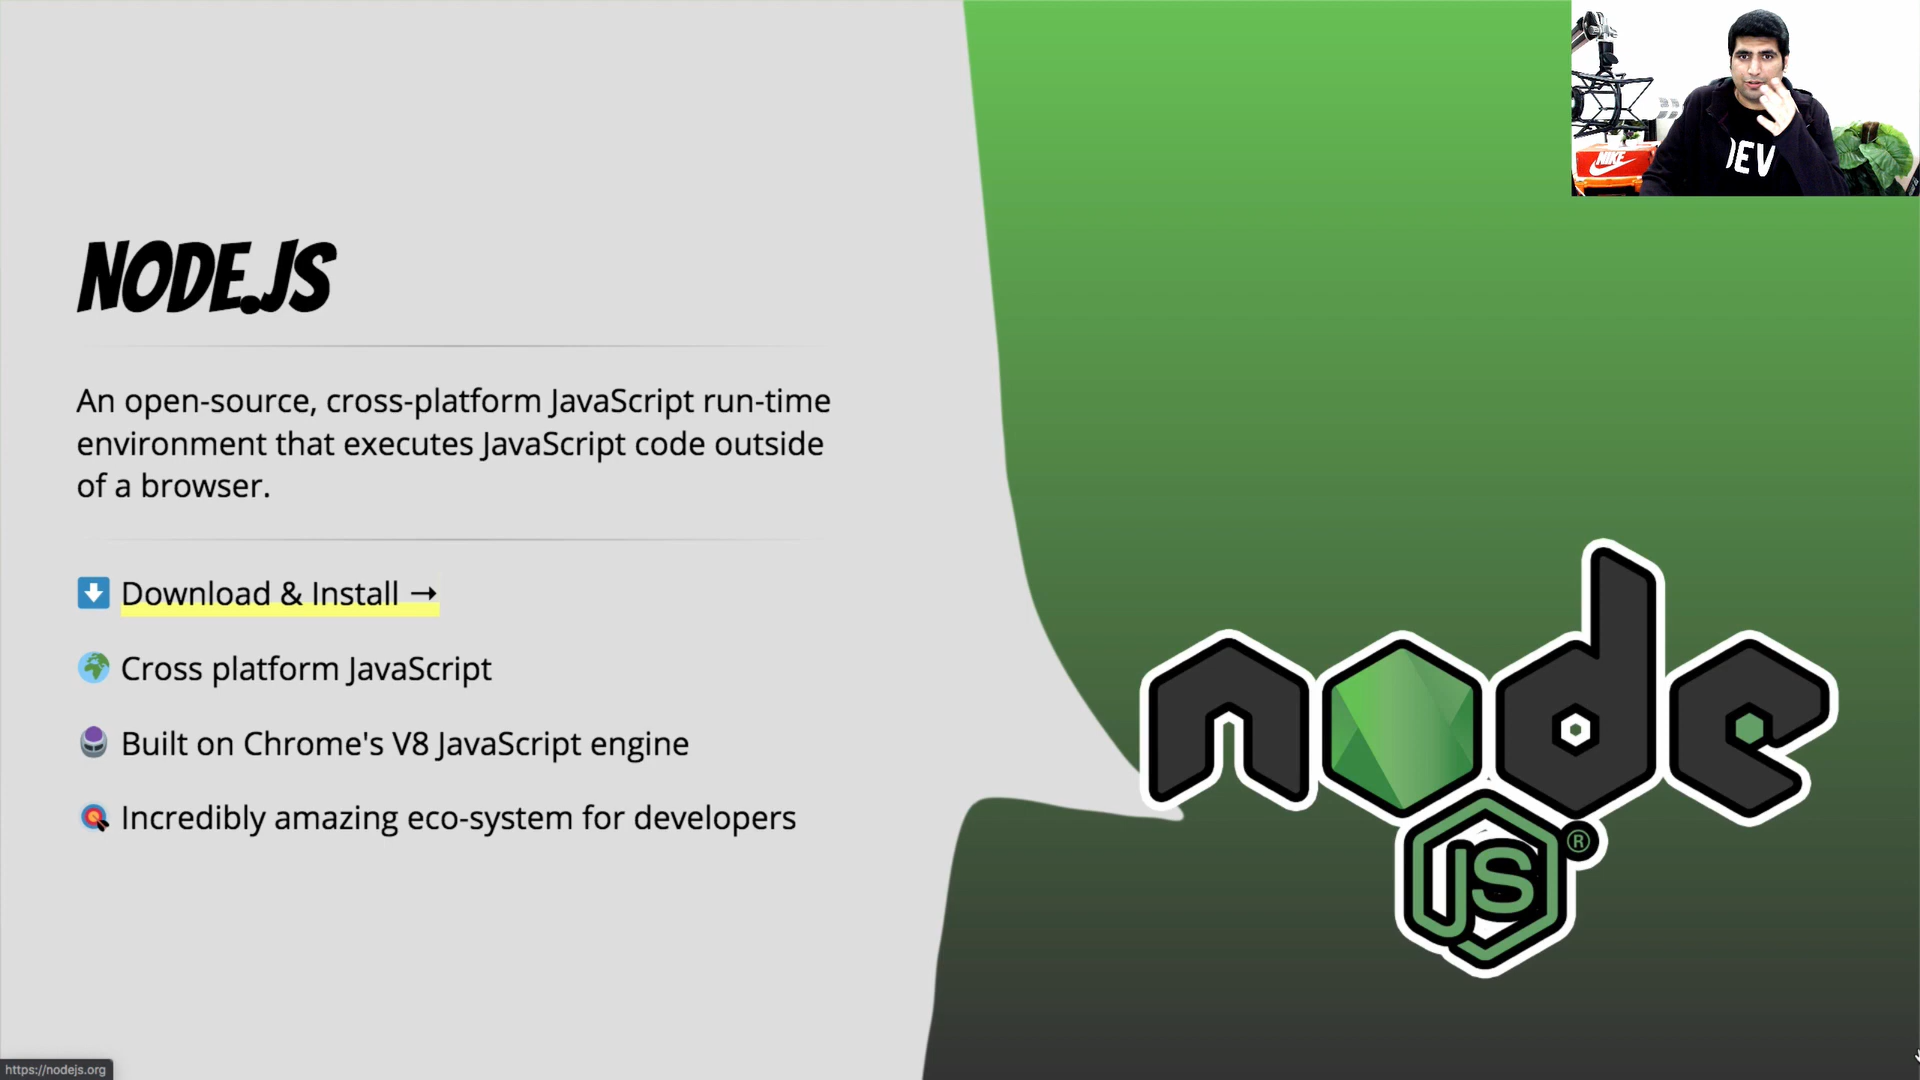 NODE.JS
An open-source, cross-platform JavaScript run-time
environment that executes JavaScript code outside
of a browser.
Download & Install →
Cross platform JavaScript
Built on Chrome's V8 JavaScript engine
Incredibly amazing eco-system for developers
NIKE
DEV
node
JS
®
https://nodejs.org